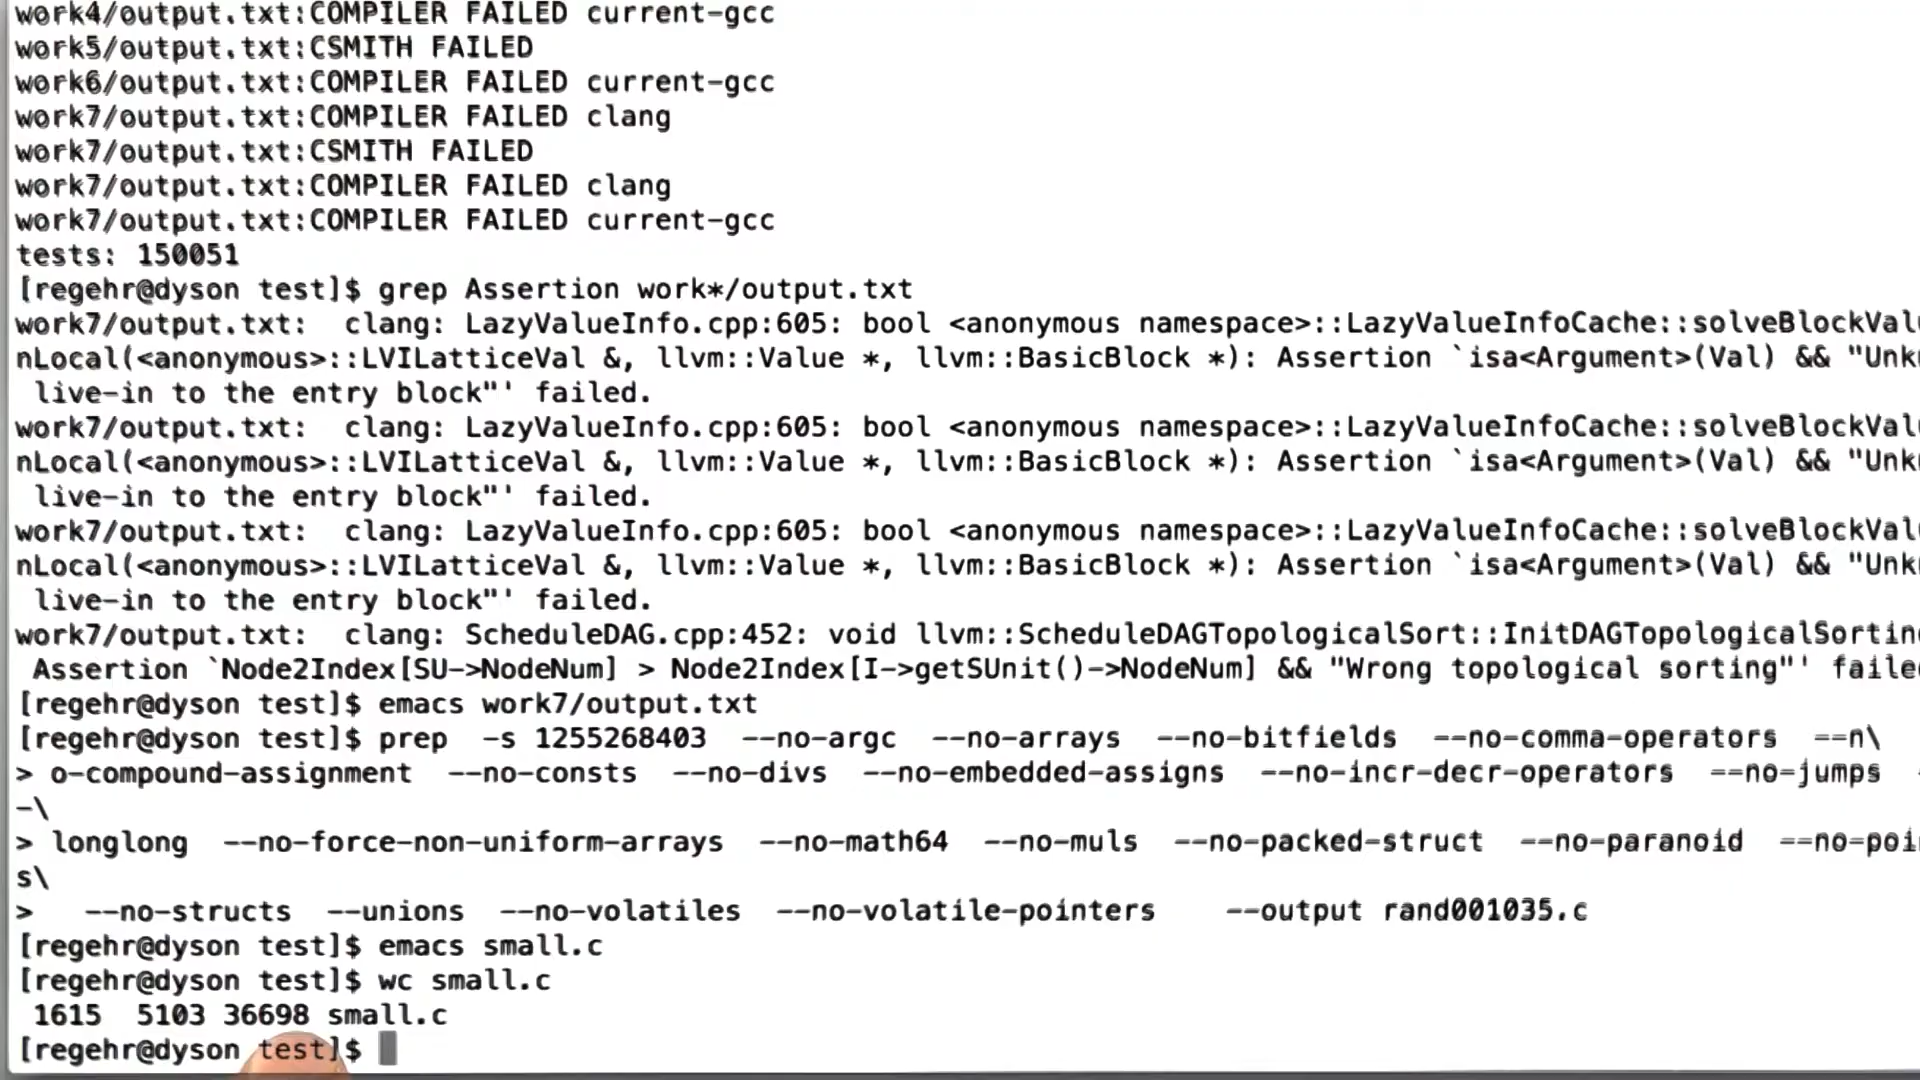 work4/output.txt:COMPILER FAILED current-gcc
work5/output.txt:CSMITH FAILED
work6/output.txt:COMPILER FAILED current-gcc
work7/output.txt:COMPILER FAILED clang
work7/output.txt:CSMITH FAILED
work7/output.txt:COMPILER FAILED clang
work7/output.txt:COMPILER FAILED current-gcc
tests: 150051
[regehr@dyson test]$ grep Assertion work*/output.txt
work7/output.txt:  clang: LazyValueInfo.cpp:605: bool <anonymous namespace>::LazyValueInfoCache::solveBlockVal
nLocal(<anonymous>::LVILatticeVal &, llvm::Value *, llvm::BasicBlock *): Assertion `isa<Argument>(Val) && "Unk
 live-in to the entry block"' failed.
work7/output.txt:  clang: LazyValueInfo.cpp:605: bool <anonymous namespace>::LazyValueInfoCache::solveBlockVal
nLocal(<anonymous>::LVILatticeVal &, llvm::Value *, llvm::BasicBlock *): Assertion `isa<Argument>(Val) && "Unk
 live-in to the entry block"' failed.
work7/output.txt:  clang: LazyValueInfo.cpp:605: bool <anonymous namespace>::LazyValueInfoCache::solveBlockVal
nLocal(<anonymous>::LVILatticeVal &, llvm::Value *, llvm::BasicBlock *): Assertion `isa<Argument>(Val) && "Unk
 live-in to the entry block"' failed.
work7/output.txt:  clang: ScheduleDAG.cpp:452: void llvm::ScheduleDAGTopologicalSort::InitDAGTopologicalSortin
 Assertion `Node2Index[SU->NodeNum] > Node2Index[I->getSUnit()->NodeNum] && "Wrong topological sorting"' faile
[regehr@dyson test]$ emacs work7/output.txt
[regehr@dyson test]$ prep  -s 1255268403  --no-argc  --no-arrays  --no-bitfields  --no-comma-operators  --n\
> o-compound-assignment  --no-consts  --no-divs  --no-embedded-assigns  --no-incr-decr-operators  --no-jumps  -
-\
> longlong  --no-force-non-uniform-arrays  --no-math64  --no-muls  --no-packed-struct  --no-paranoid  --no-poi
s\
>   --no-structs  --unions  --no-volatiles  --no-volatile-pointers    --output rand001035.c
[regehr@dyson test]$ emacs small.c
[regehr@dyson test]$ wc small.c
 1615  5103 36698 small.c
[regehr@dyson test]$